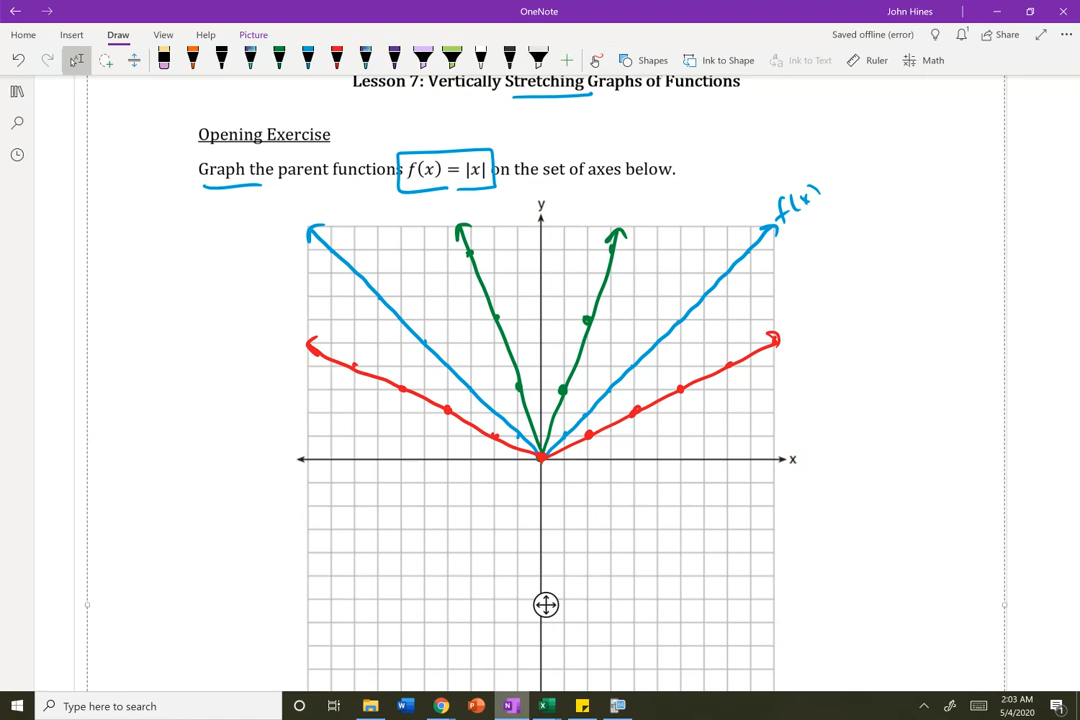 OneNote
John Hines
Home Insert Draw View Help Picture
Saved offline (error)
Share
Shapes
Ink to Shape
Ink to Text
Ruler
Math
Lesson 7: Vertically Stretching Graphs of Functions
Opening Exercise
Graph the parent functions f(x) = |x| on the set of axes below.
y
f(x)
x
Type here to search
2:03 AM
5/4/2020
1